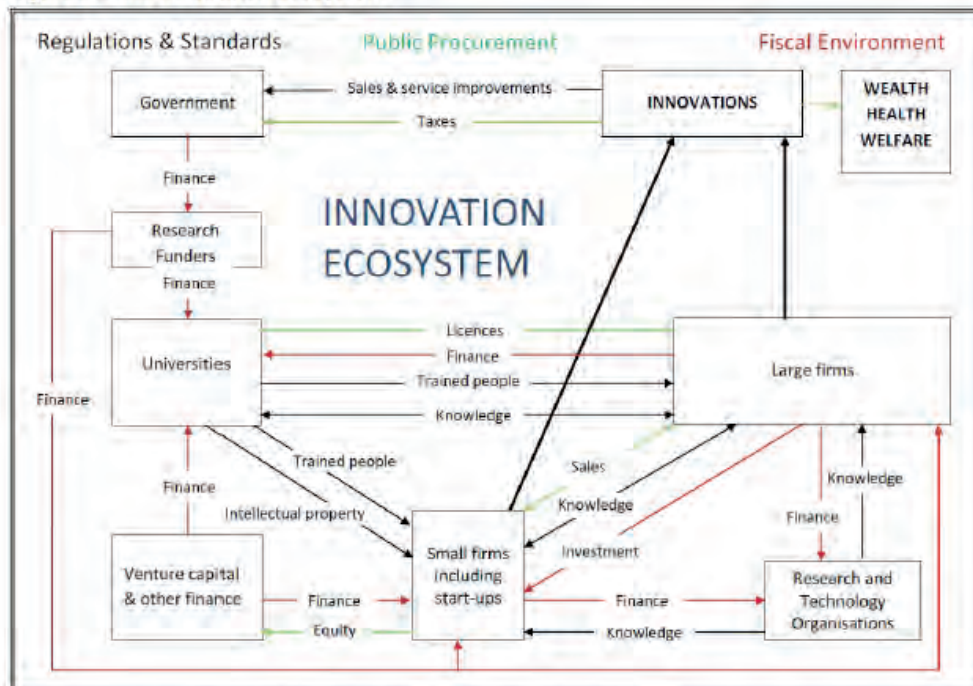 Regulations & Standards
Public Procurement
Fiscal Environment
Government
Sales & service improvements
Taxes
INNOVATIONS
WEALTH
HEALTH
WELFARE
Finance
INNOVATION
ECOSYSTEM
Research
Funders
Finance
Universities
Licences
Finance
Trained people
Knowledge
Large firms
Finance
Finance
Trained people
Intellectual property
Sales
Knowledge
Investment
Finance
Knowledge
Venture capital
& other finance
Finance
Equity
Small firms
including
start-ups
Finance
Knowledge
Research and
Technology
Organisations